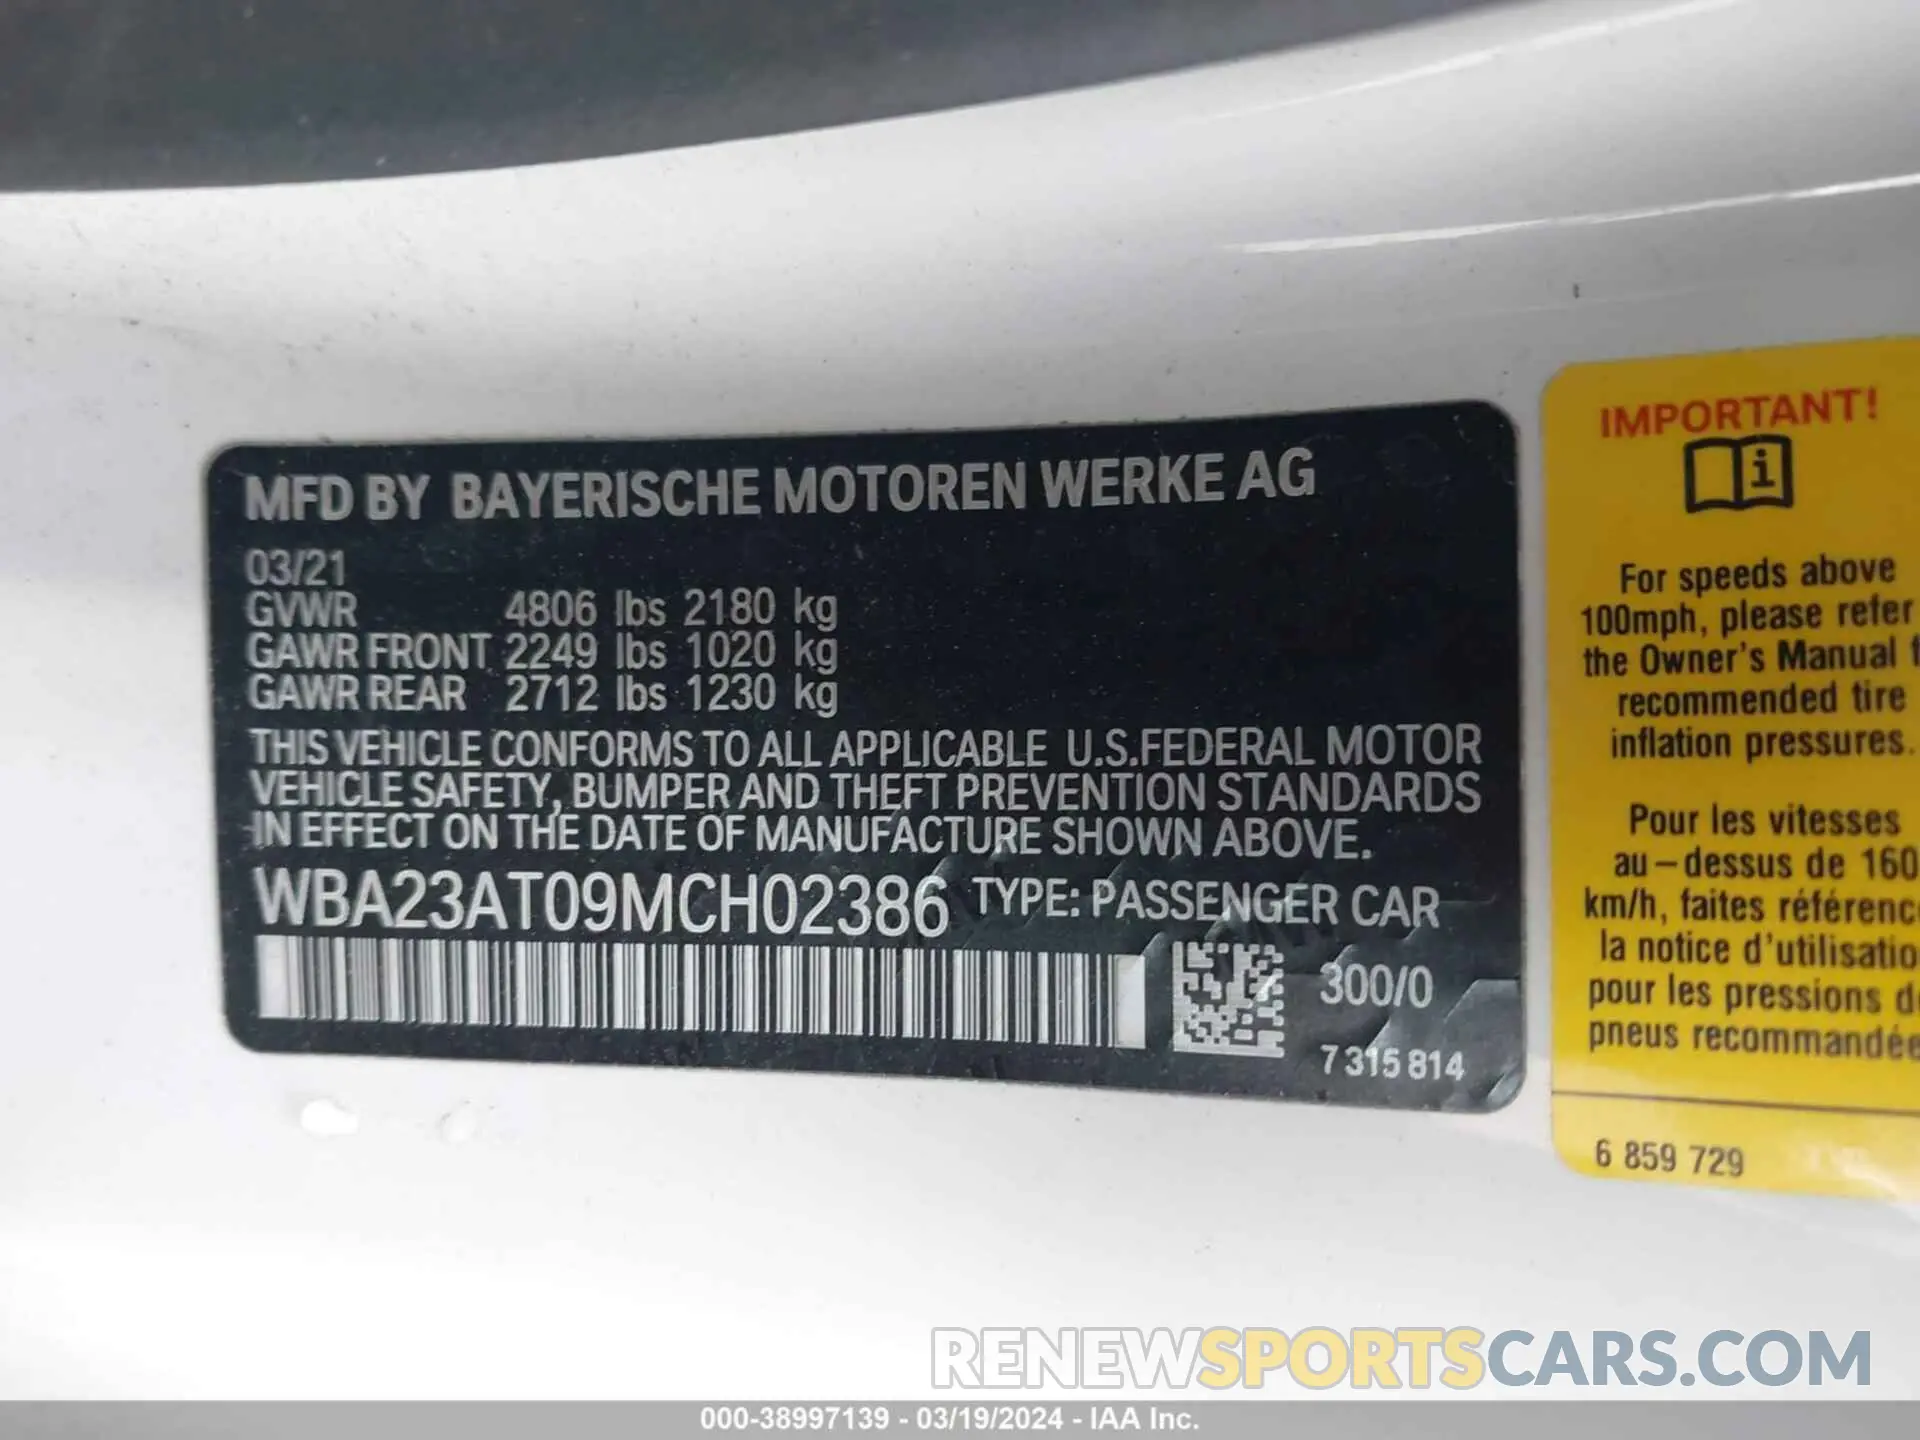 MFD BY BAYERISCHE MOTOREN WERKE AG
03/21
GVWR 4806 lbs 2180 kg
GAWR FRONT 2249 lbs 1020 kg
GAWR REAR 2712 lbs 1230 kg
THIS VEHICLE CONFORMS TO ALL APPLICABLE U.S.FEDERAL MOTOR
VEHICLE SAFETY, BUMPER AND THEFT PREVENTION STANDARDS
IN EFFECT ON THE DATE OF MANUFACTURE SHOWN ABOVE.
WBA23AT09MCH02386 TYPE: PASSENGER CAR
300/0
7 315 814
IMPORTANT!
i
For speeds above
100mph, please refer
the Owner's Manual
recommended tire
inflation pressures.
Pour les vitesses
au-dessus de 160
km/h, faites
la notice
pour les pressions
pneus
6 859 729
RENEWSPORTSCARS.COM
000-38997139 - 03/19/2024 - IAA Inc.